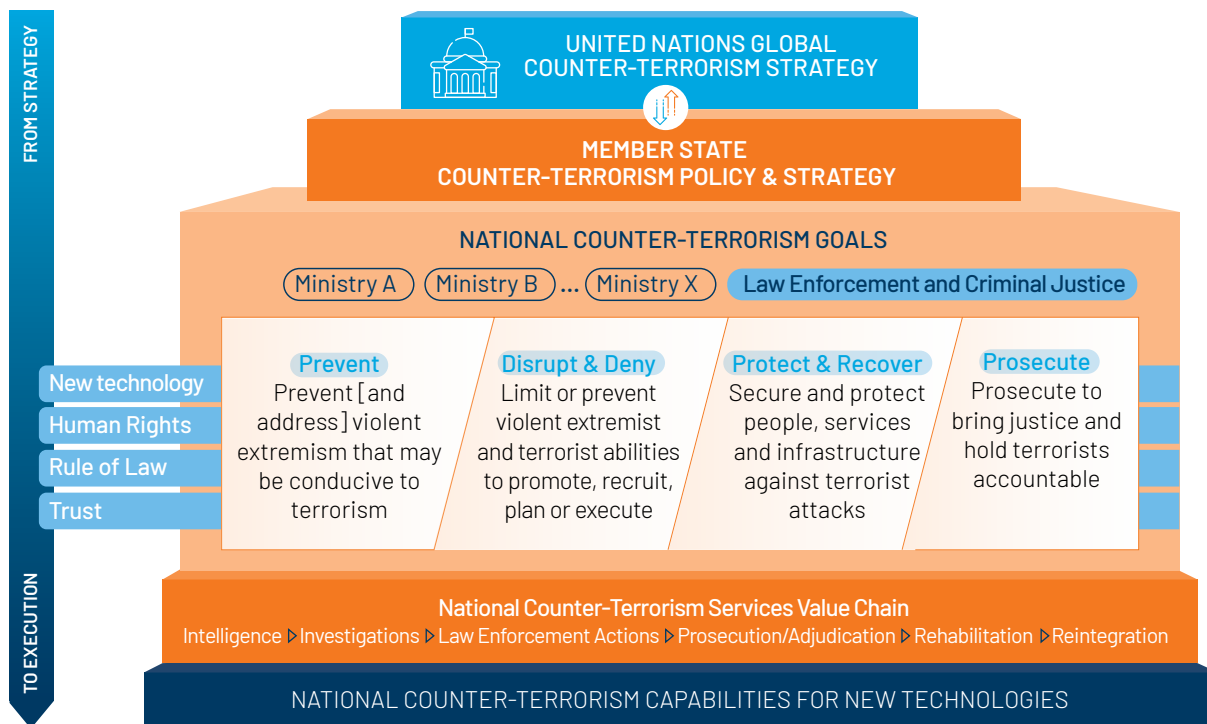 FROM STRATEGY
TO EXECUTION
UNITED NATIONS GLOBAL
COUNTER-TERRORISM STRATEGY
MEMBER STATE
COUNTER-TERRORISM POLICY & STRATEGY
NATIONAL COUNTER-TERRORISM GOALS
Ministry A Ministry B ... Ministry X Law Enforcement and Criminal Justice
New technology
Human Rights
Rule of Law
Trust
Prevent
Prevent [and
address] violent
extremism that may
be conducive to
terrorism
Disrupt & Deny
Limit or prevent
violent extremist
and terrorist abilities
to promote, recruit,
plan or execute
Protect & Recover
Secure and protect
people, services
and infrastructure
against terrorist
attacks
Prosecute
Prosecute to
bring justice and
hold terrorists
accountable
National Counter-Terrorism Services Value Chain
Intelligence ▷ Investigations ▷ Law Enforcement Actions ▷ Prosecution/Adjudication ▷ Rehabilitation ▷ Reintegration
NATIONAL COUNTER-TERRORISM CAPABILITIES FOR NEW TECHNOLOGIES